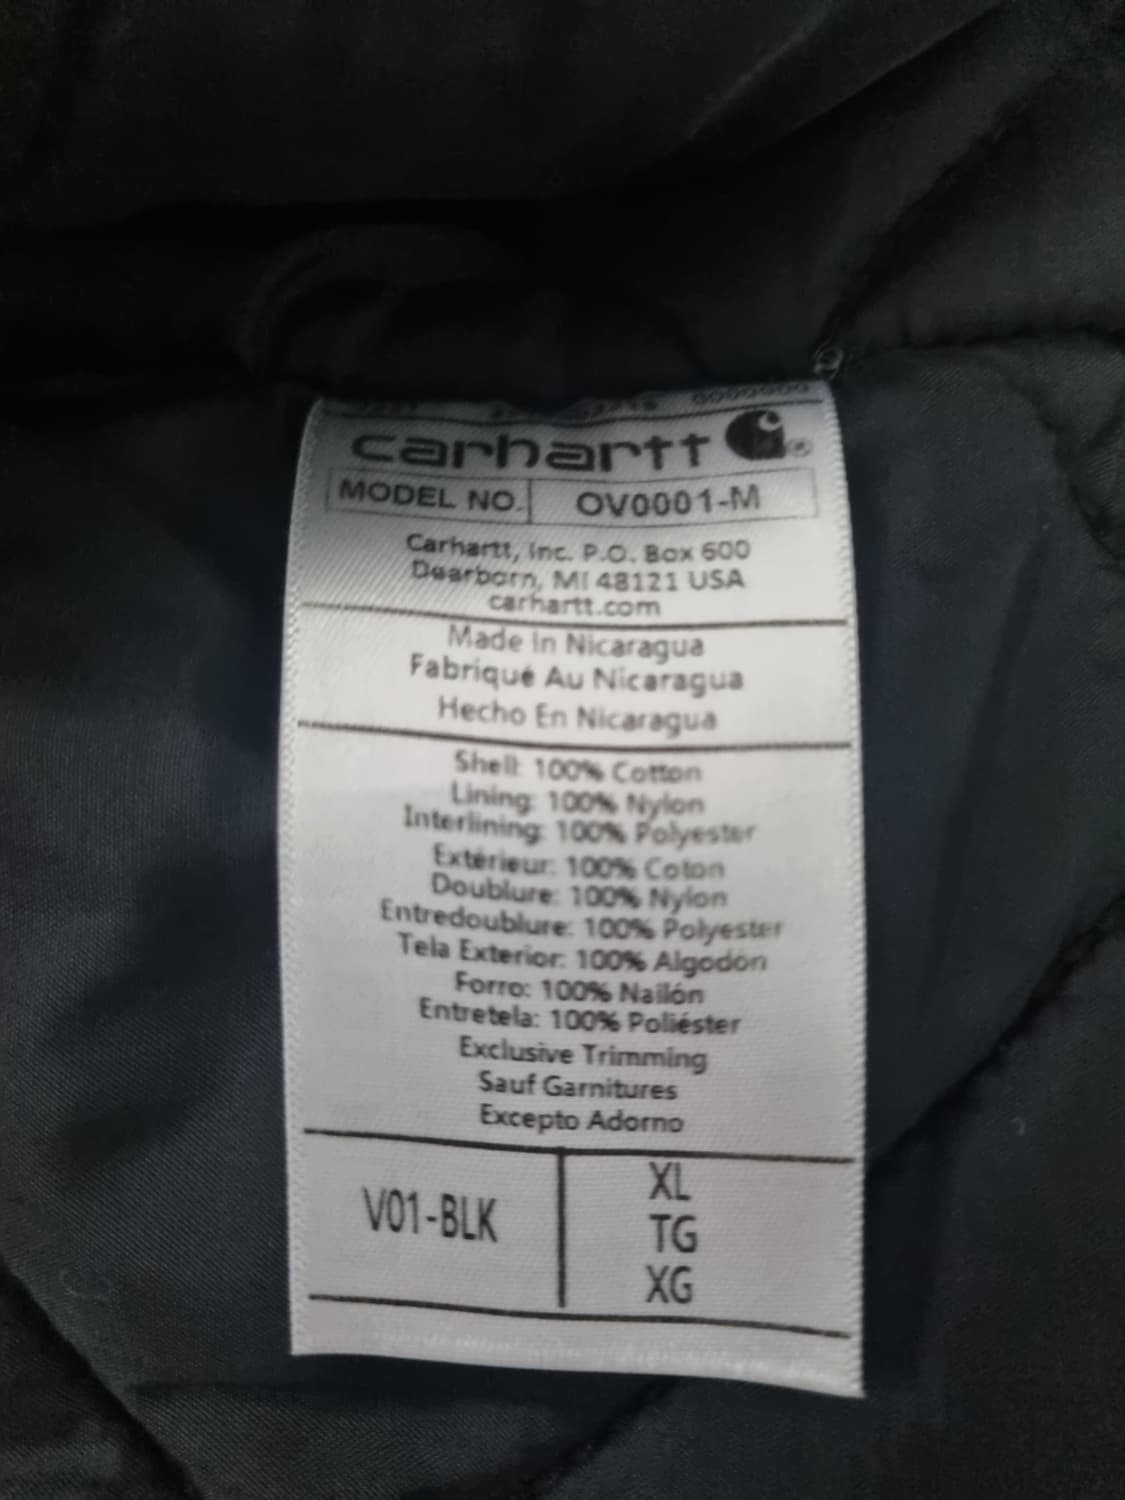 carhartt
MODEL NO. OV0001-M
Carhartt, Inc. P.O. Box 600
Dearborn, MI 48121 USA
carhartt.com
Made In Nicaragua
Fabriqué Au Nicaragua
Hecho En Nicaragua
Shell: 100% Cotton
Lining: 100% Nylon
Interlining: 100% Polyester
Extérieur: 100% Coton
Doublure: 100% Nylon
Entredoublure: 100% Polyester
Tela Exterior: 100% Algodón
Forro: 100% Nailón
Entretela: 100% Poliéster
Exclusive Trimming
Sauf Garnitures
Excepto Adorno
V01-BLK
XL
TG
XG